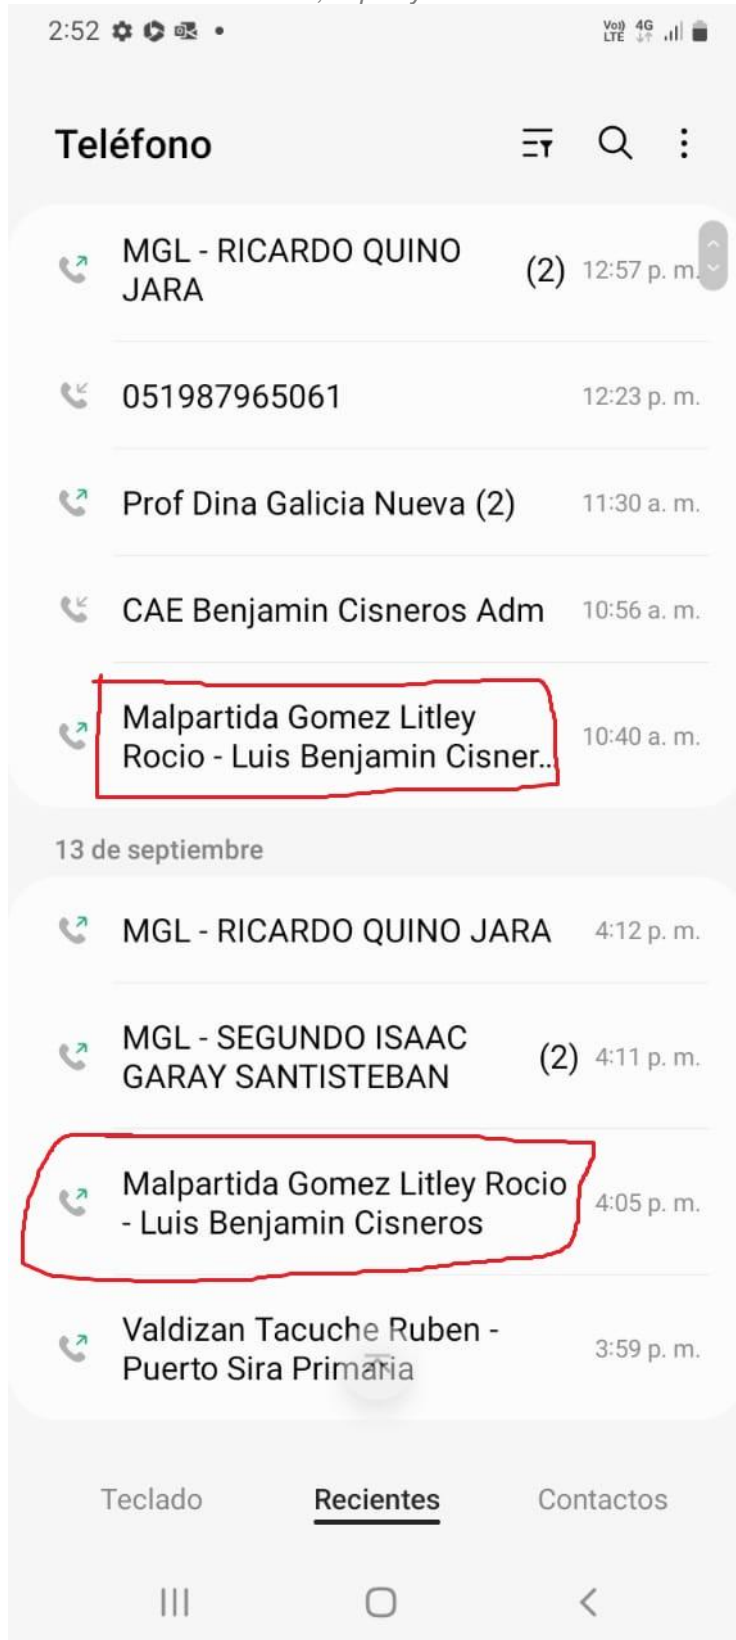 2:52
Vo)) LTE 4G
Teléfono
MGL - RICARDO QUINO
JARA
(2) 12:57 p. m.
051987965061 12:23 p. m.
Prof Dina Galicia Nueva (2) 11:30 a. m.
CAE Benjamin Cisneros Adm 10:56 a. m.
Malpartida Gomez Litley
Rocio - Luis Benjamin Cisner...
10:40 a. m.
13 de septiembre
MGL - RICARDO QUINO JARA 4:12 p. m.
MGL - SEGUNDO ISAAC
GARAY SANTISTEBAN
(2) 4:11 p. m.
Malpartida Gomez Litley Rocio
- Luis Benjamin Cisneros
4:05 p. m.
Valdizan Tacuche Ruben -
Puerto Sira Primaria
3:59 p. m.
Teclado Recientes Contactos